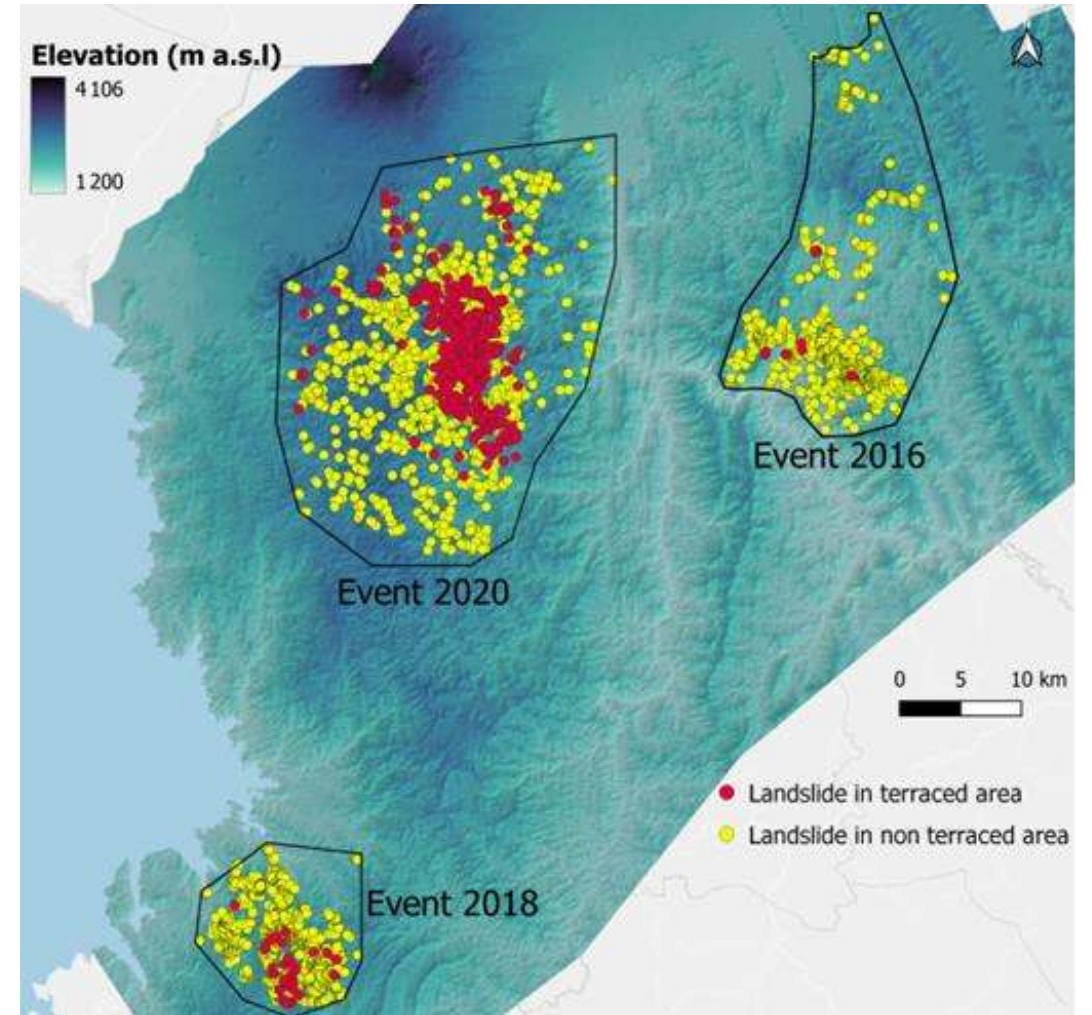 Elevation (m a.s.l)
4 106
1 200
Event 2020
Event 2016
0 5 10 km
Landslide in terraced area
Landslide in non terraced area
Event 2018